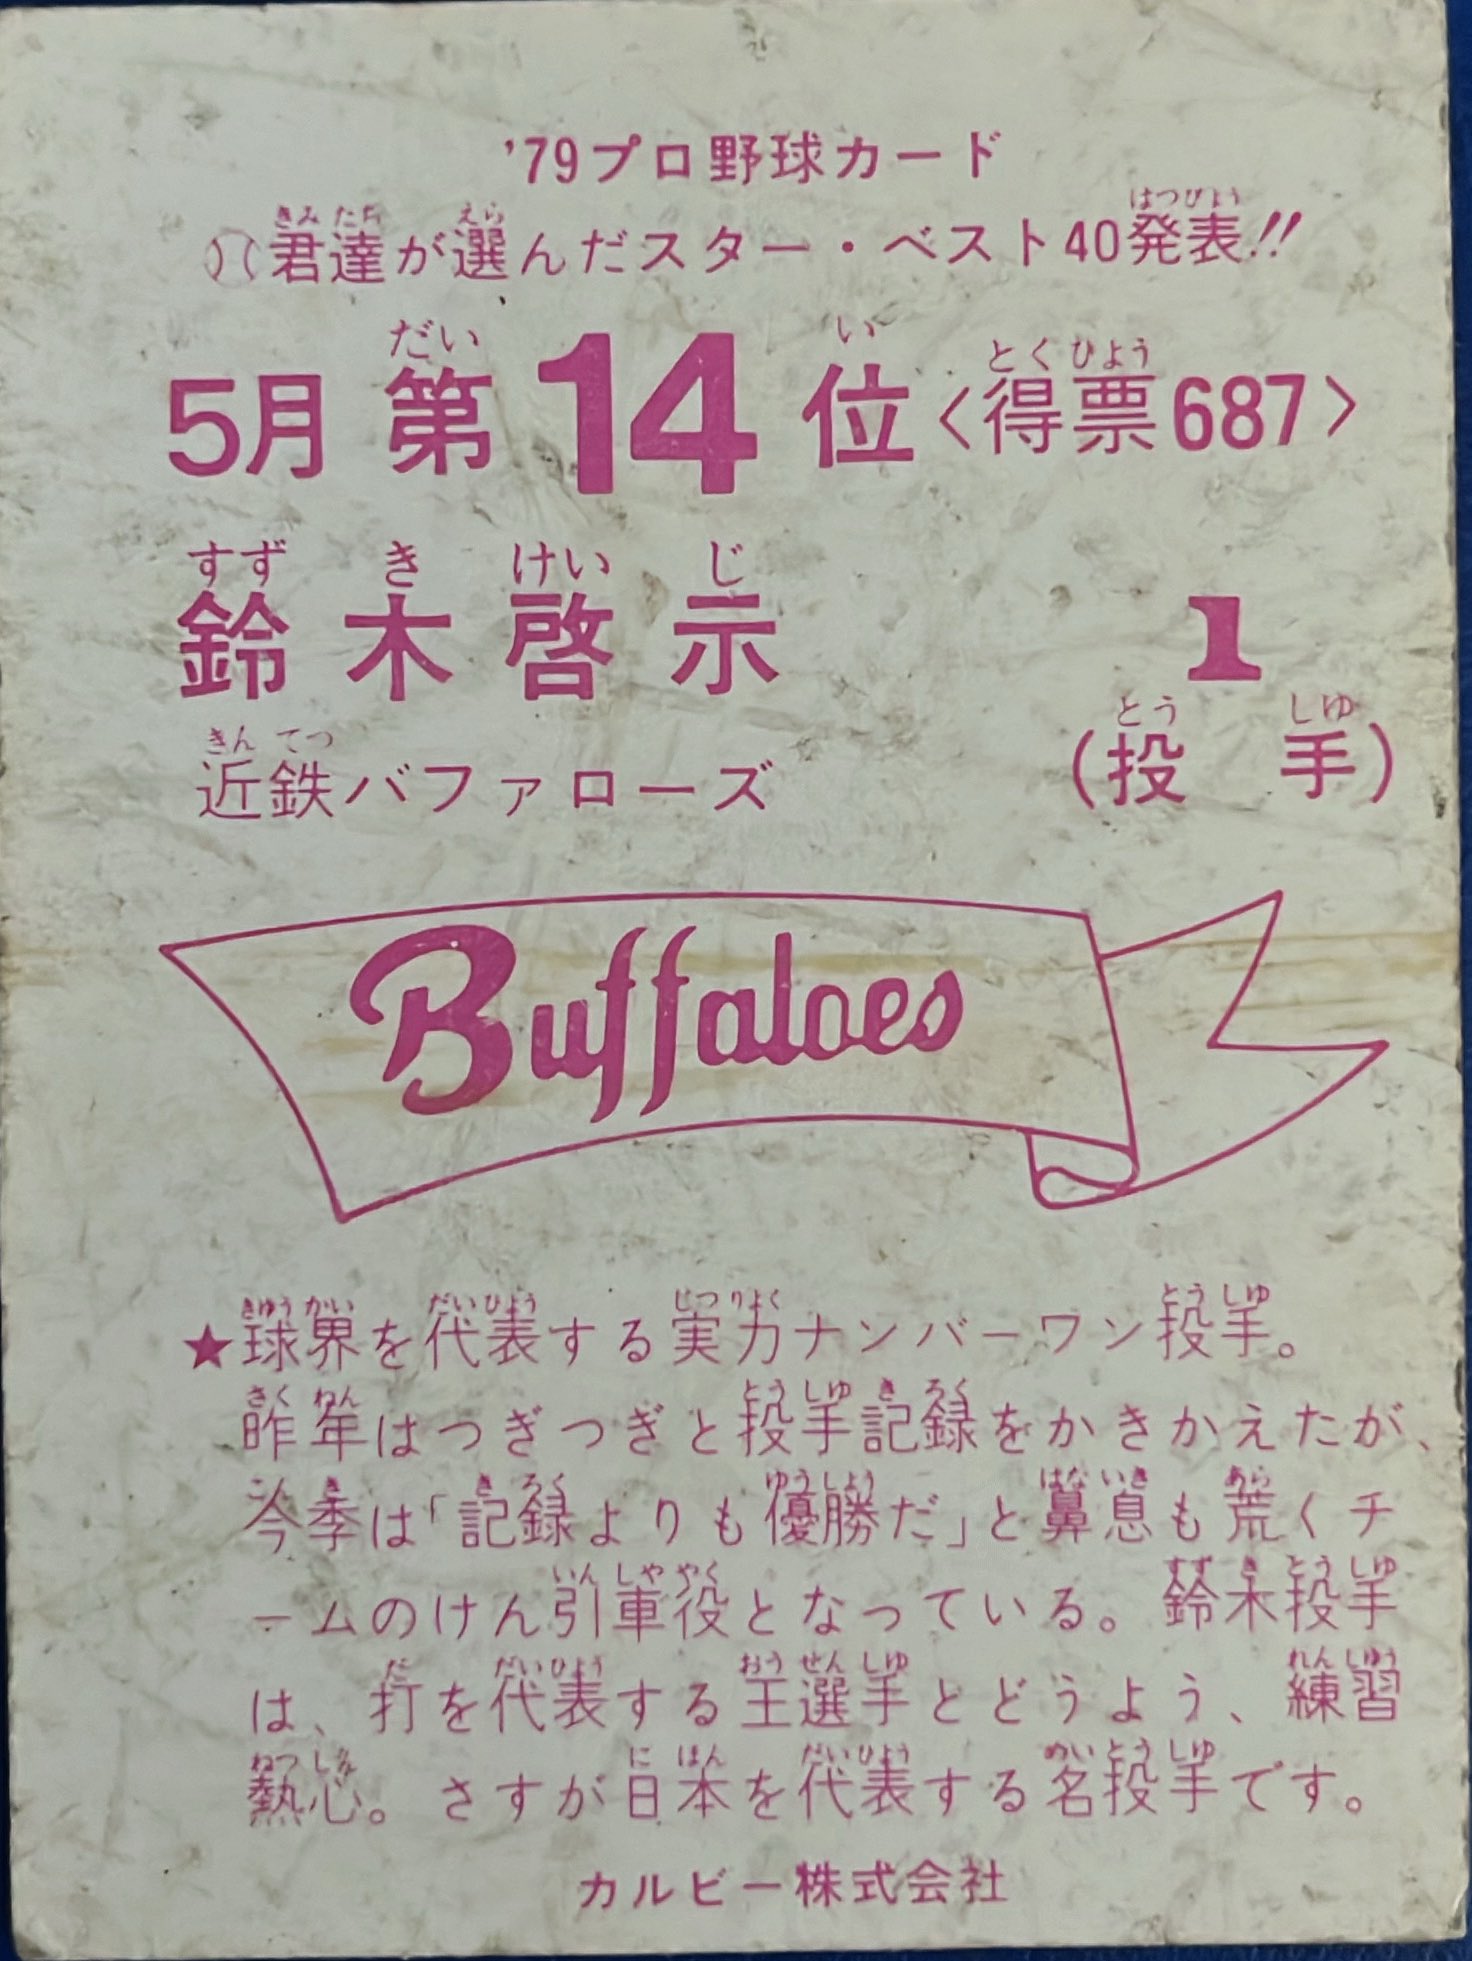 '79プロ野球カード
君達が選んだスター・ベスト40発表!!
5月 第14位〈得票687〉
鈴木啓示 1
近鉄バファローズ (投手)
Buffaloes
★球界を代表する実力ナンバーワン投手。
昨年はつぎつぎと投手記録をかきかえたが、
今季は「記録よりも優勝だ」と鼻息も荒くチ
ームのけん引車役となっている。鈴木投手
は、打を代表する王選手とどうよう、練習
熱心。さすが日本を代表する名投手です。
カルビー株式会社